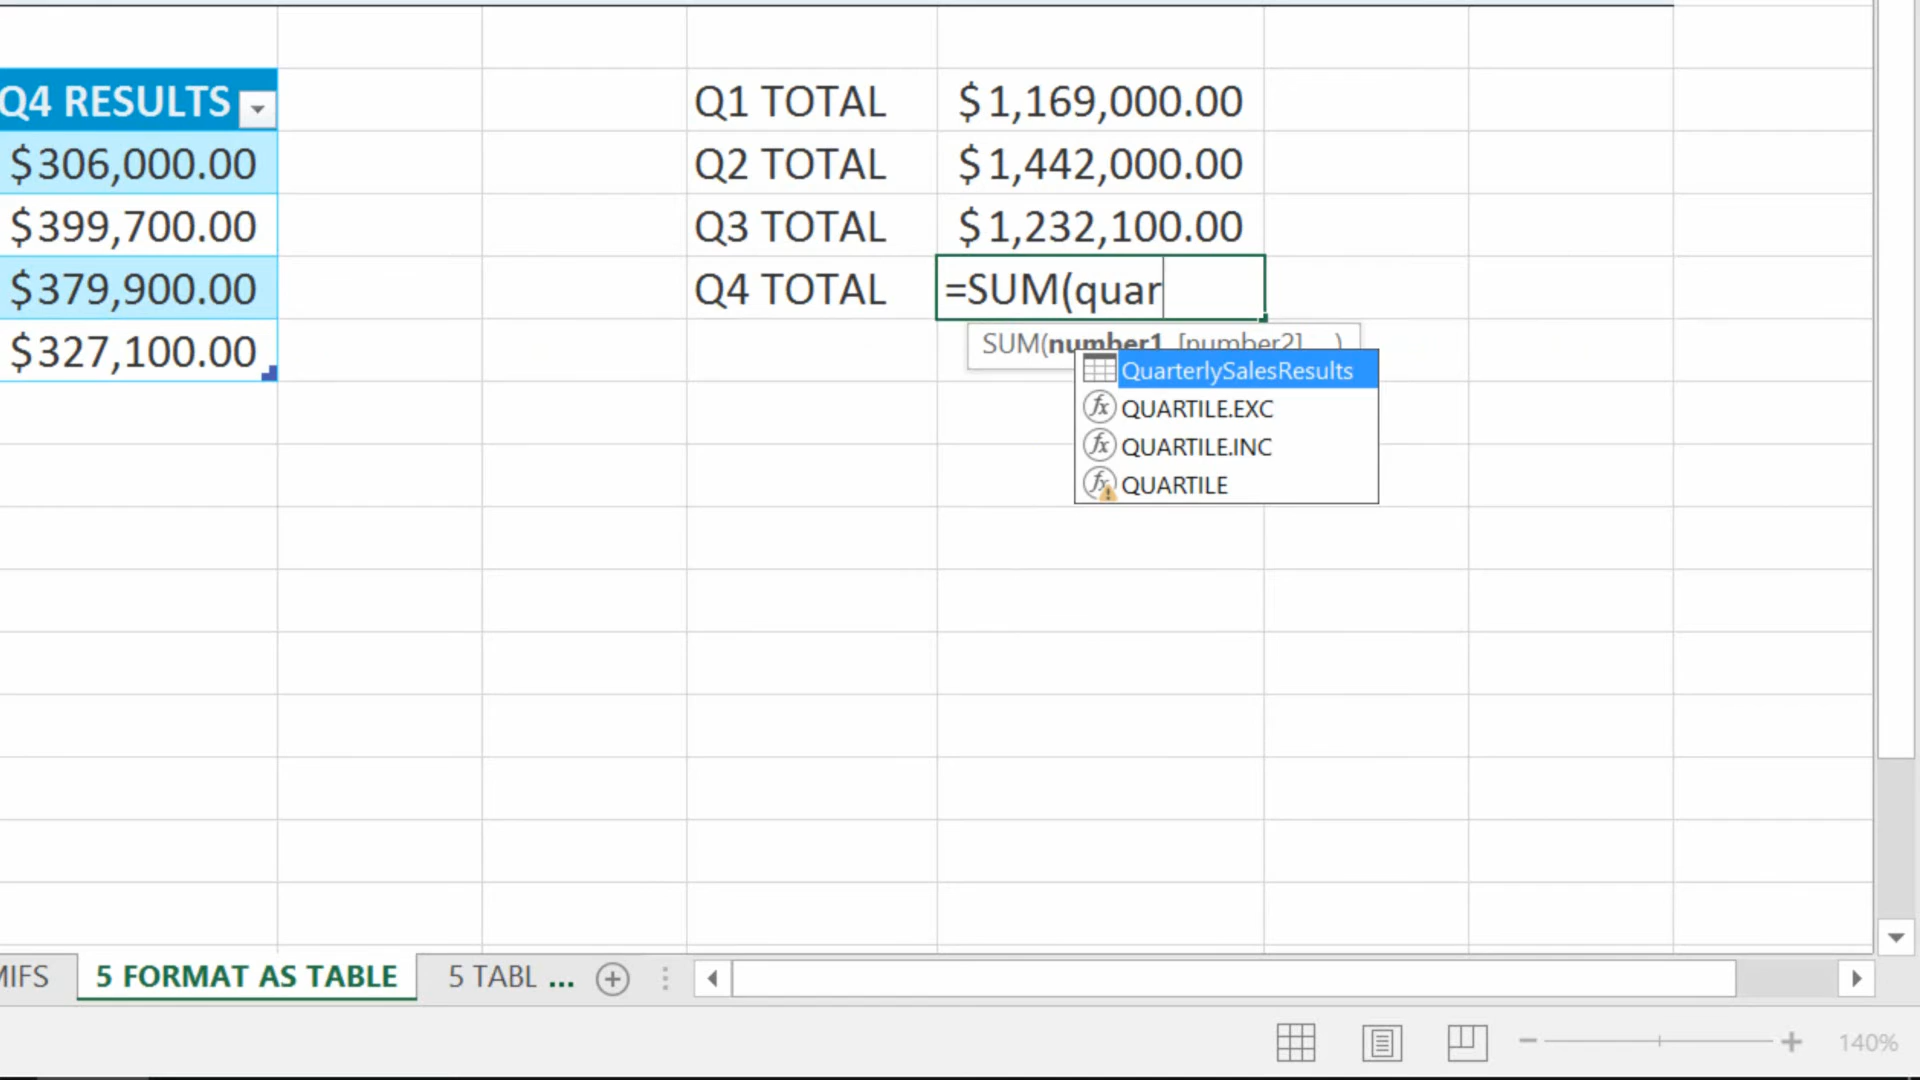 Q4 RESULTS
$306,000.00
$399,700.00
$379,900.00
$327,100.00
Q1 TOTAL $1,169,000.00
Q2 TOTAL $1,442,000.00
Q3 TOTAL $1,232,100.00
Q4 TOTAL =SUM(quar
SUM(number1, [number2], ...)
QuarterlySalesResults
QUARTILE.EXC
QUARTILE.INC
QUARTILE
MIFS 5 FORMAT AS TABLE 5 TABL ...
140%